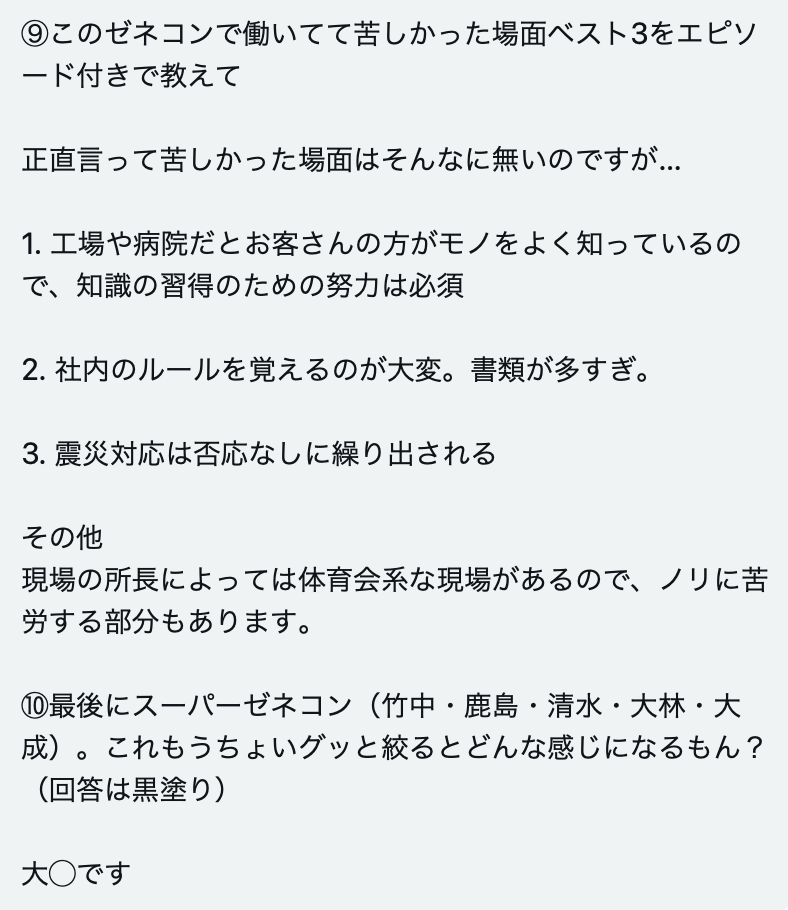 ⑨このゼネコンで働いてて苦しかった場面ベスト3をエピソ
ード付きで教えて
正直言って苦しかった場面はそんなに無いのですが...
1. 工場や病院だとお客さんの方がモノをよく知っているの
で、知識の習得のための努力は必須
2. 社内のルールを覚えるのが大変。書類が多すぎ。
3. 震災対応は否応なしに繰り出される
その他
現場の所長によっては体育会系な現場があるので、ノリに苦
労する部分もあります。
⑩最後にスーパーゼネコン（竹中・鹿島・清水・大林・大
成）。これもうちょいグッと絞るとどんな感じになるもん？
（回答は黒塗り）
大◯です